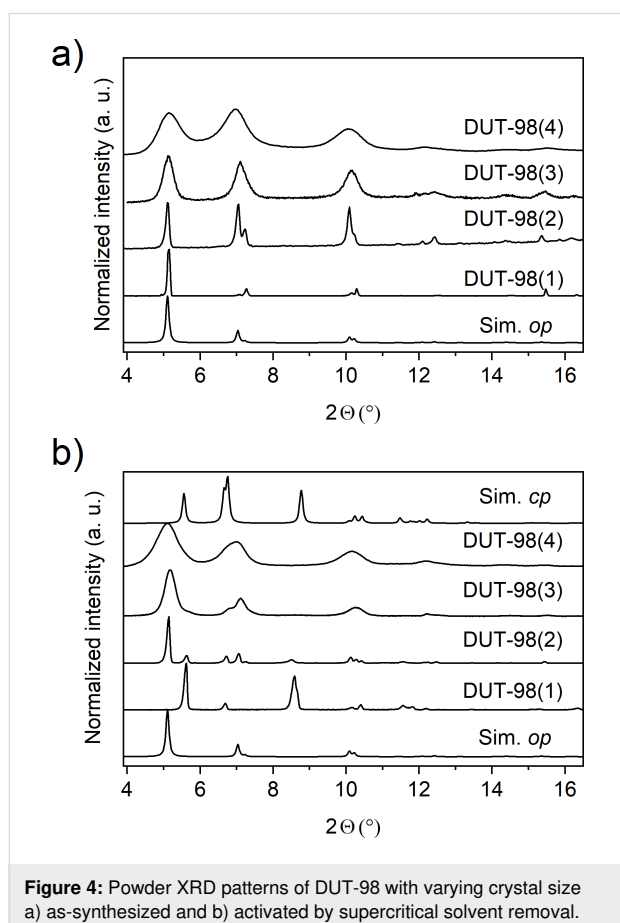 a)
Normalized intensity (a. u.)
DUT-98(4)
DUT-98(3)
DUT-98(2)
DUT-98(1)
Sim. op
4 6 8 10 12 14 16
2Θ (°)
b)
Normalized intensity (a. u.)
Sim. cp
DUT-98(4)
DUT-98(3)
DUT-98(2)
DUT-98(1)
Sim. op
4 6 8 10 12 14 16
2Θ (°)
Figure 4: Powder XRD patterns of DUT-98 with varying crystal size
a) as-synthesized and b) activated by supercritical solvent removal.